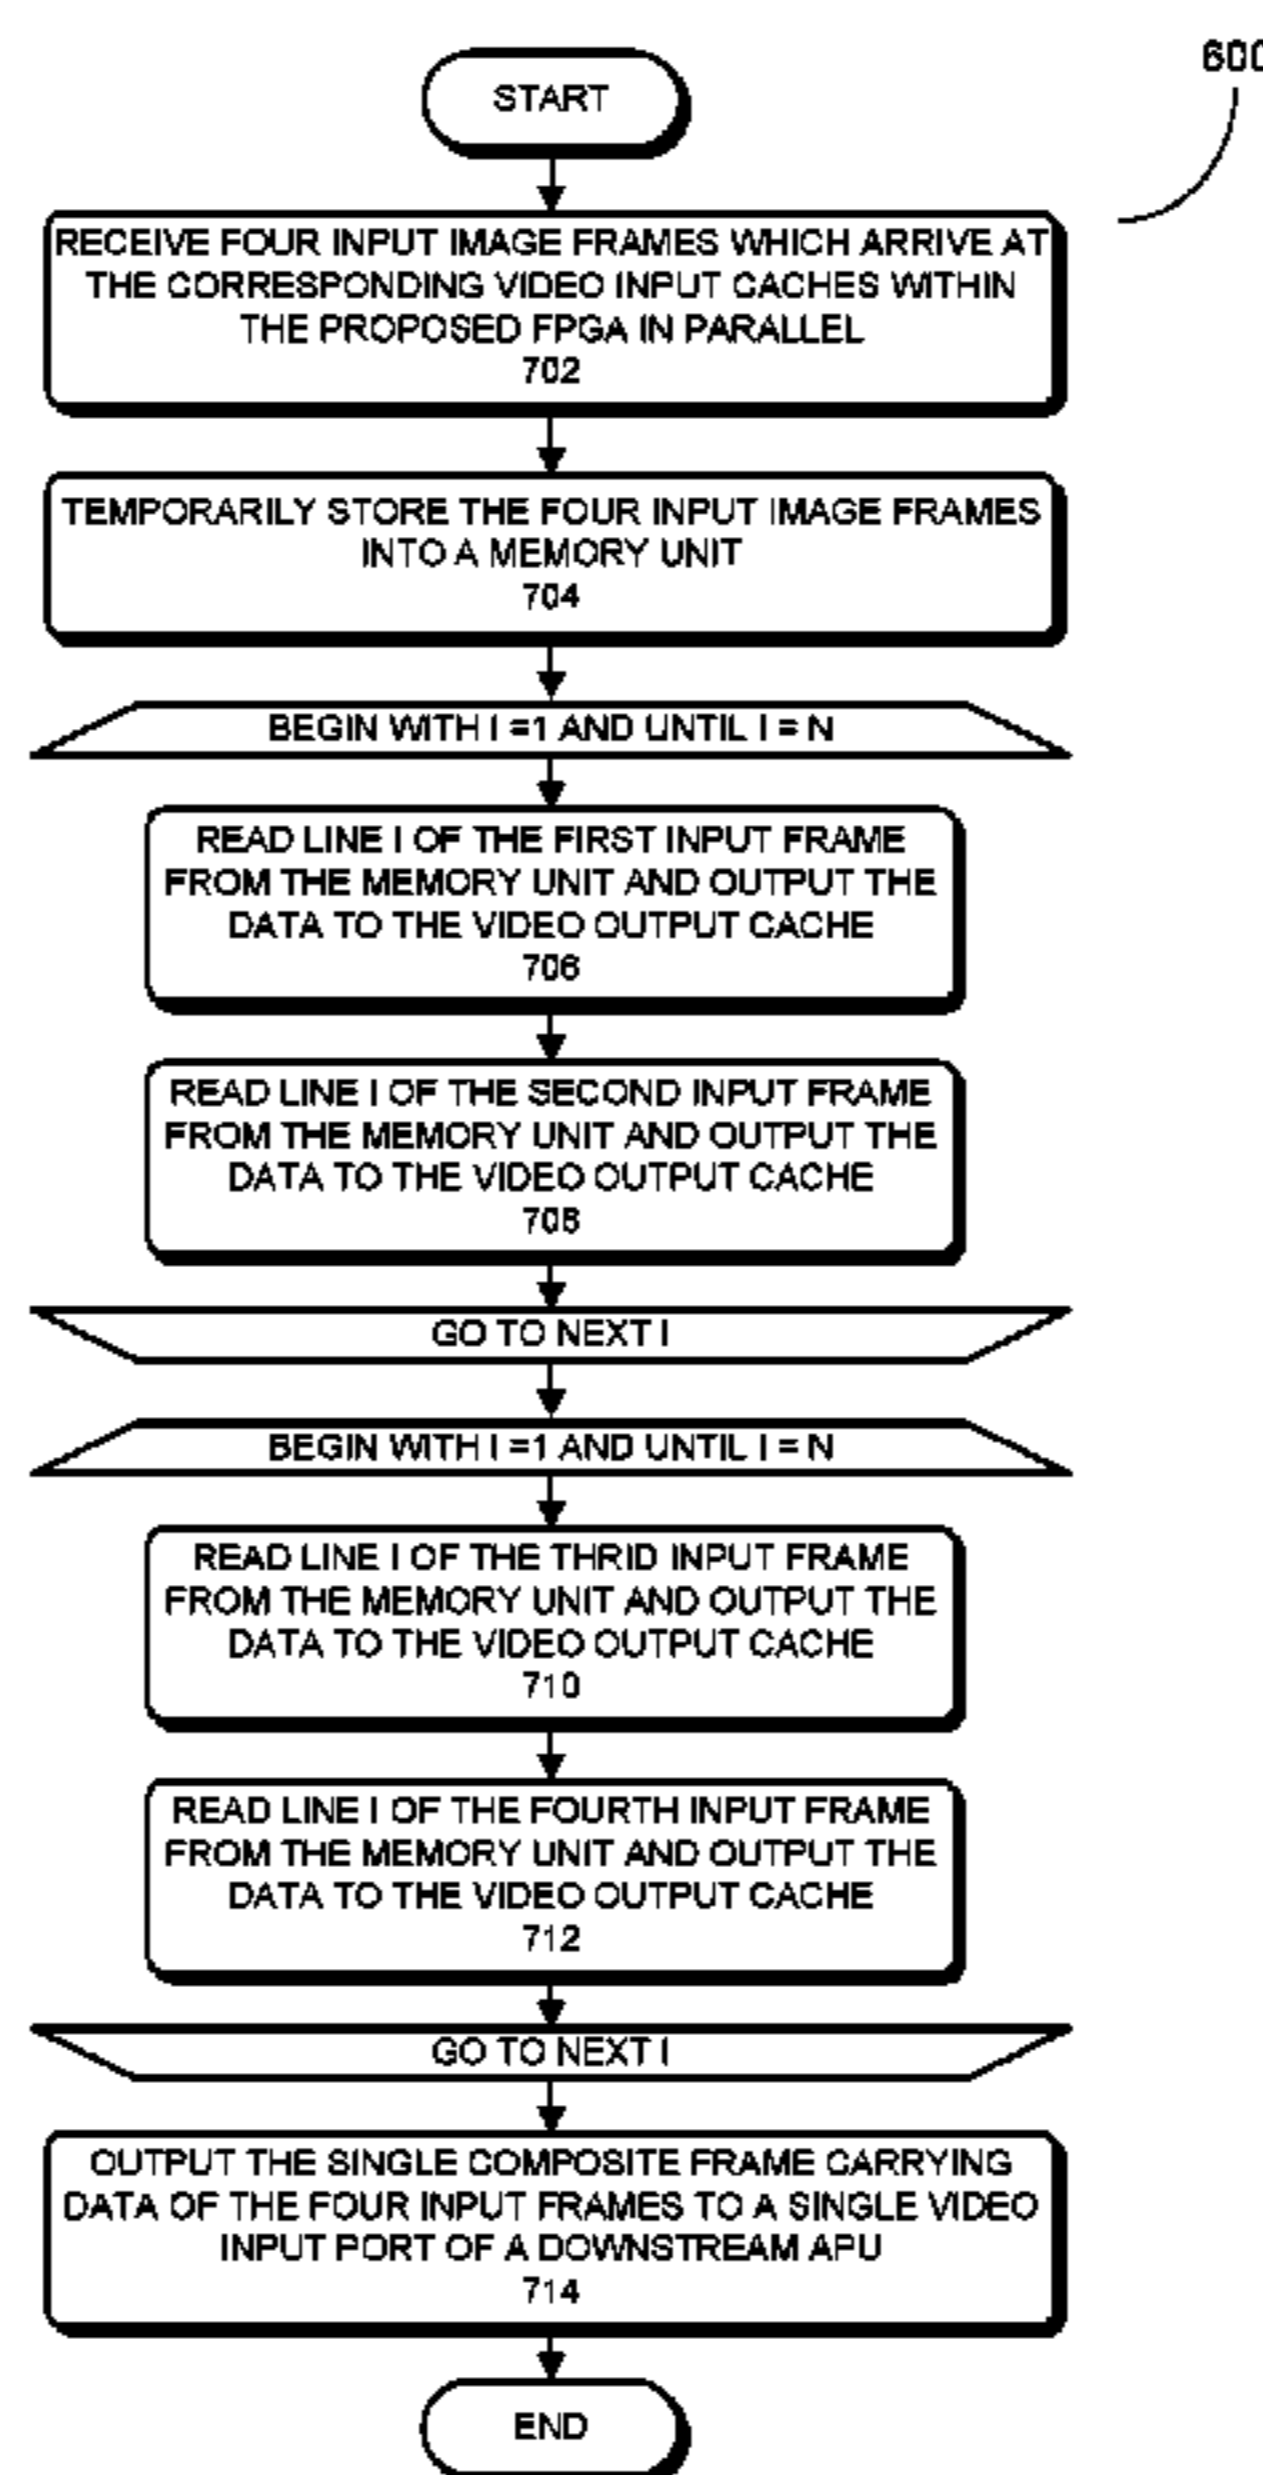 START
600
RECEIVE FOUR INPUT IMAGE FRAMES WHICH ARRIVE AT
THE CORRESPONDING VIDEO INPUT CACHES WITHIN
THE PROPOSED FPGA IN PARALLEL
702
TEMPORARILY STORE THE FOUR INPUT IMAGE FRAMES
INTO A MEMORY UNIT
704
BEGIN WITH I =1 AND UNTIL I = N
READ LINE I OF THE FIRST INPUT FRAME
FROM THE MEMORY UNIT AND OUTPUT THE
DATA TO THE VIDEO OUTPUT CACHE
706
READ LINE I OF THE SECOND INPUT FRAME
FROM THE MEMORY UNIT AND OUTPUT THE
DATA TO THE VIDEO OUTPUT CACHE
708
GO TO NEXT I
BEGIN WITH I =1 AND UNTIL I = N
READ LINE I OF THE THRID INPUT FRAME
FROM THE MEMORY UNIT AND OUTPUT THE
DATA TO THE VIDEO OUTPUT CACHE
710
READ LINE I OF THE FOURTH INPUT FRAME
FROM THE MEMORY UNIT AND OUTPUT THE
DATA TO THE VIDEO OUTPUT CACHE
712
GO TO NEXT I
OUTPUT THE SINGLE COMPOSITE FRAME CARRYING
DATA OF THE FOUR INPUT FRAMES TO A SINGLE VIDEO
INPUT PORT OF A DOWNSTREAM APU
714
END